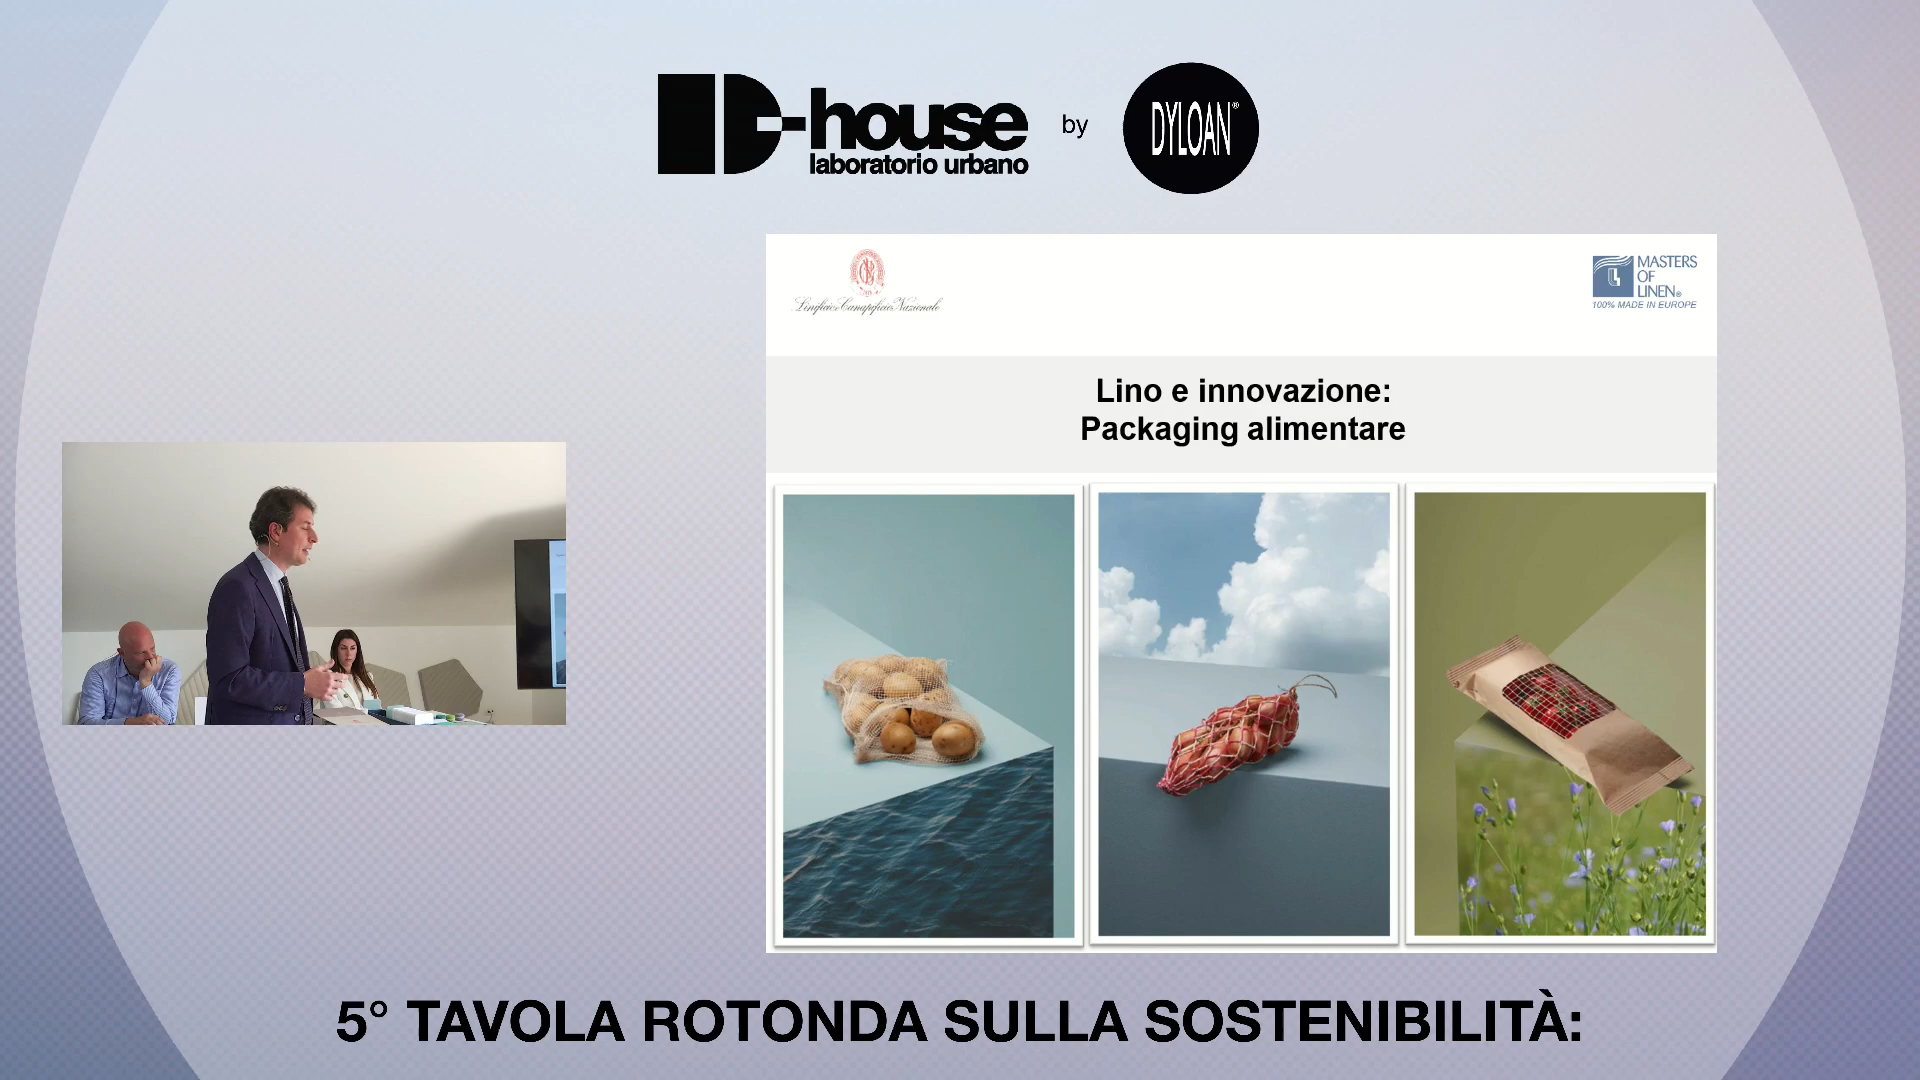 D-house
laboratorio urbano
by
DYLOAN®
Linificio e Canapificio Nazionale
MASTERS
OF
LINEN®
100% MADE IN EUROPE
Lino e innovazione:
Packaging alimentare
5° TAVOLA ROTONDA SULLA SOSTENIBILITÀ: